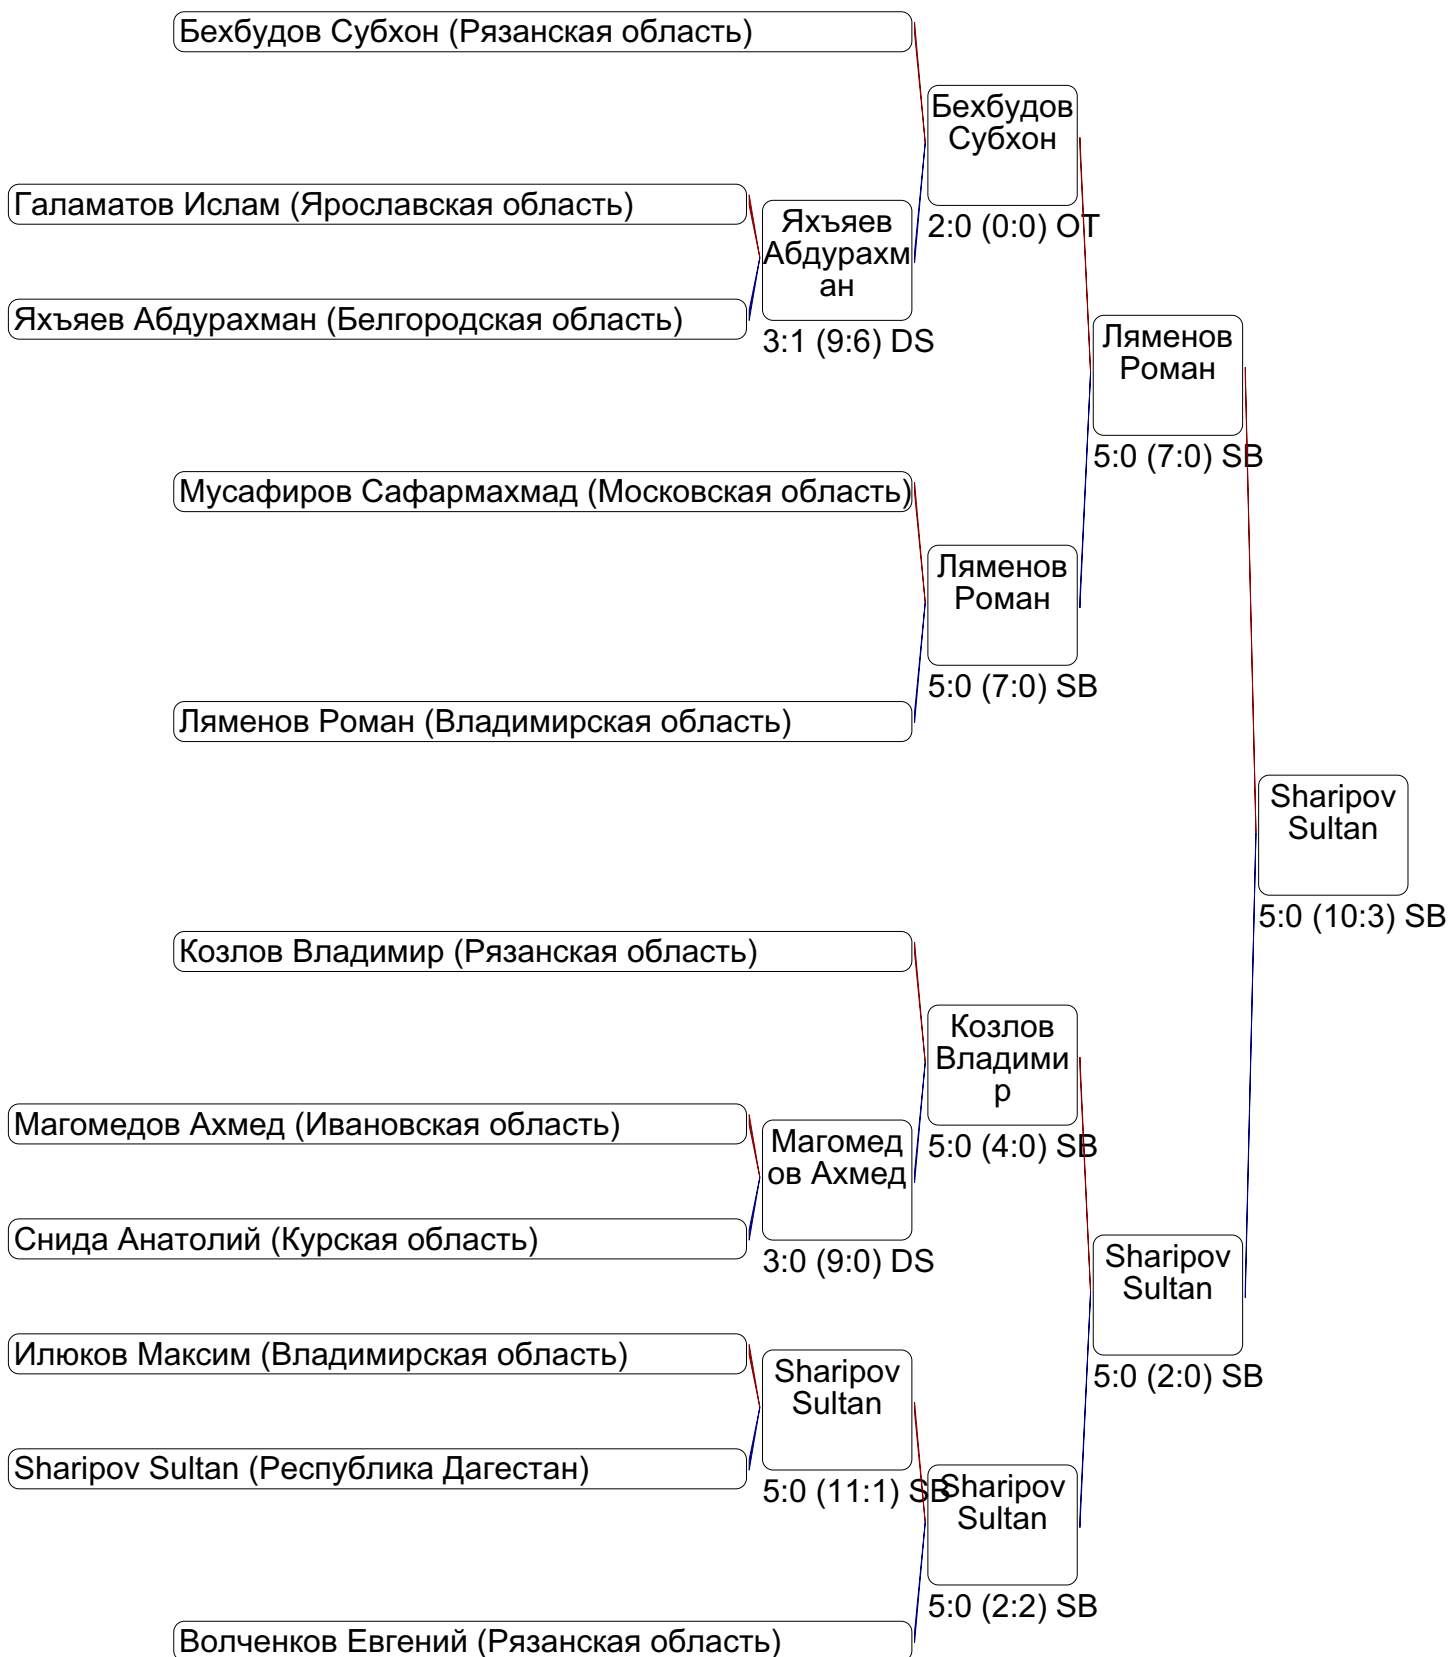 Бехбудов Субхон (Рязанская область)
Бехбудов
Субхон
2:0 (0:0) OT
Галаматов Ислам (Ярославская область)
Яхъяев
Абдурахм
ан
3:1 (9:6) DS
Яхъяев Абдурахман (Белгородская область)
Ляменов
Роман
5:0 (7:0) SB
Мусафиров Сафармахмад (Московская область)
Ляменов
Роман
5:0 (7:0) SB
Ляменов Роман (Владимирская область)
Sharipov
Sultan
5:0 (10:3) SB
Козлов Владимир (Рязанская область)
Козлов
Владими
р
5:0 (4:0) SB
Магомедов Ахмед (Ивановская область)
Магомед
ов Ахмед
3:0 (9:0) DS
Снида Анатолий (Курская область)
Sharipov
Sultan
5:0 (2:0) SB
Илюков Максим (Владимирская область)
Sharipov
Sultan
5:0 (11:1) SB
Sharipov Sultan (Республика Дагестан)
Sharipov
Sultan
5:0 (2:2) SB
Волченков Евгений (Рязанская область)